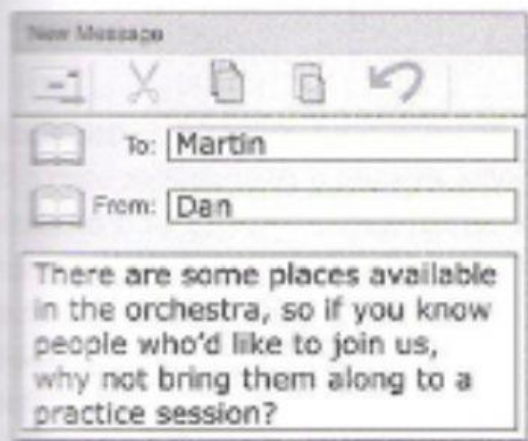 New Message
To: Martin
From: Dan
There are some places available
in the orchestra, so if you know
people who'd like to join us,
why not bring them along to a
practice session?